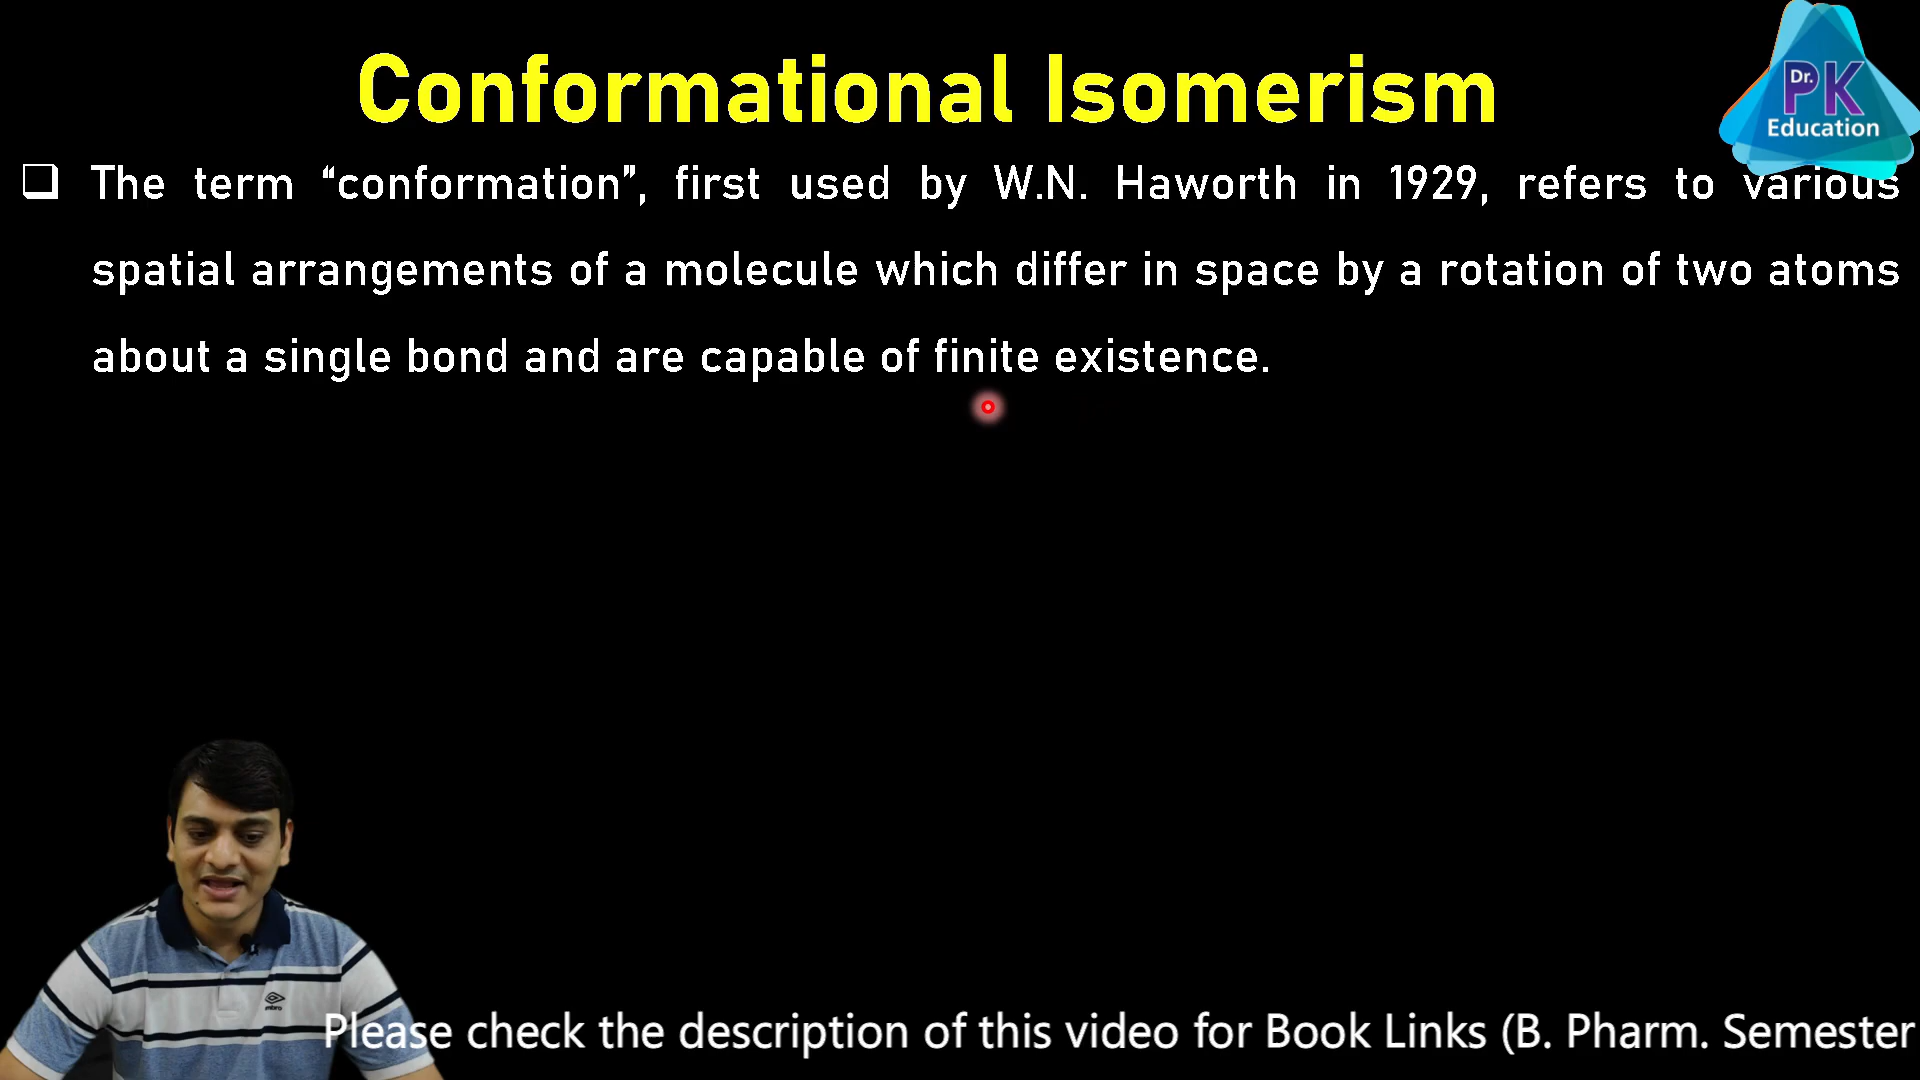 Conformational Isomerism
Dr.
PK
Education
❑ The term “conformation”, first used by W.N. Haworth in 1929, refers to various
spatial arrangements of a molecule which differ in space by a rotation of two atoms
about a single bond and are capable of finite existence.
umbro
Please check the description of this video for Book Links (B. Pharm. Semester